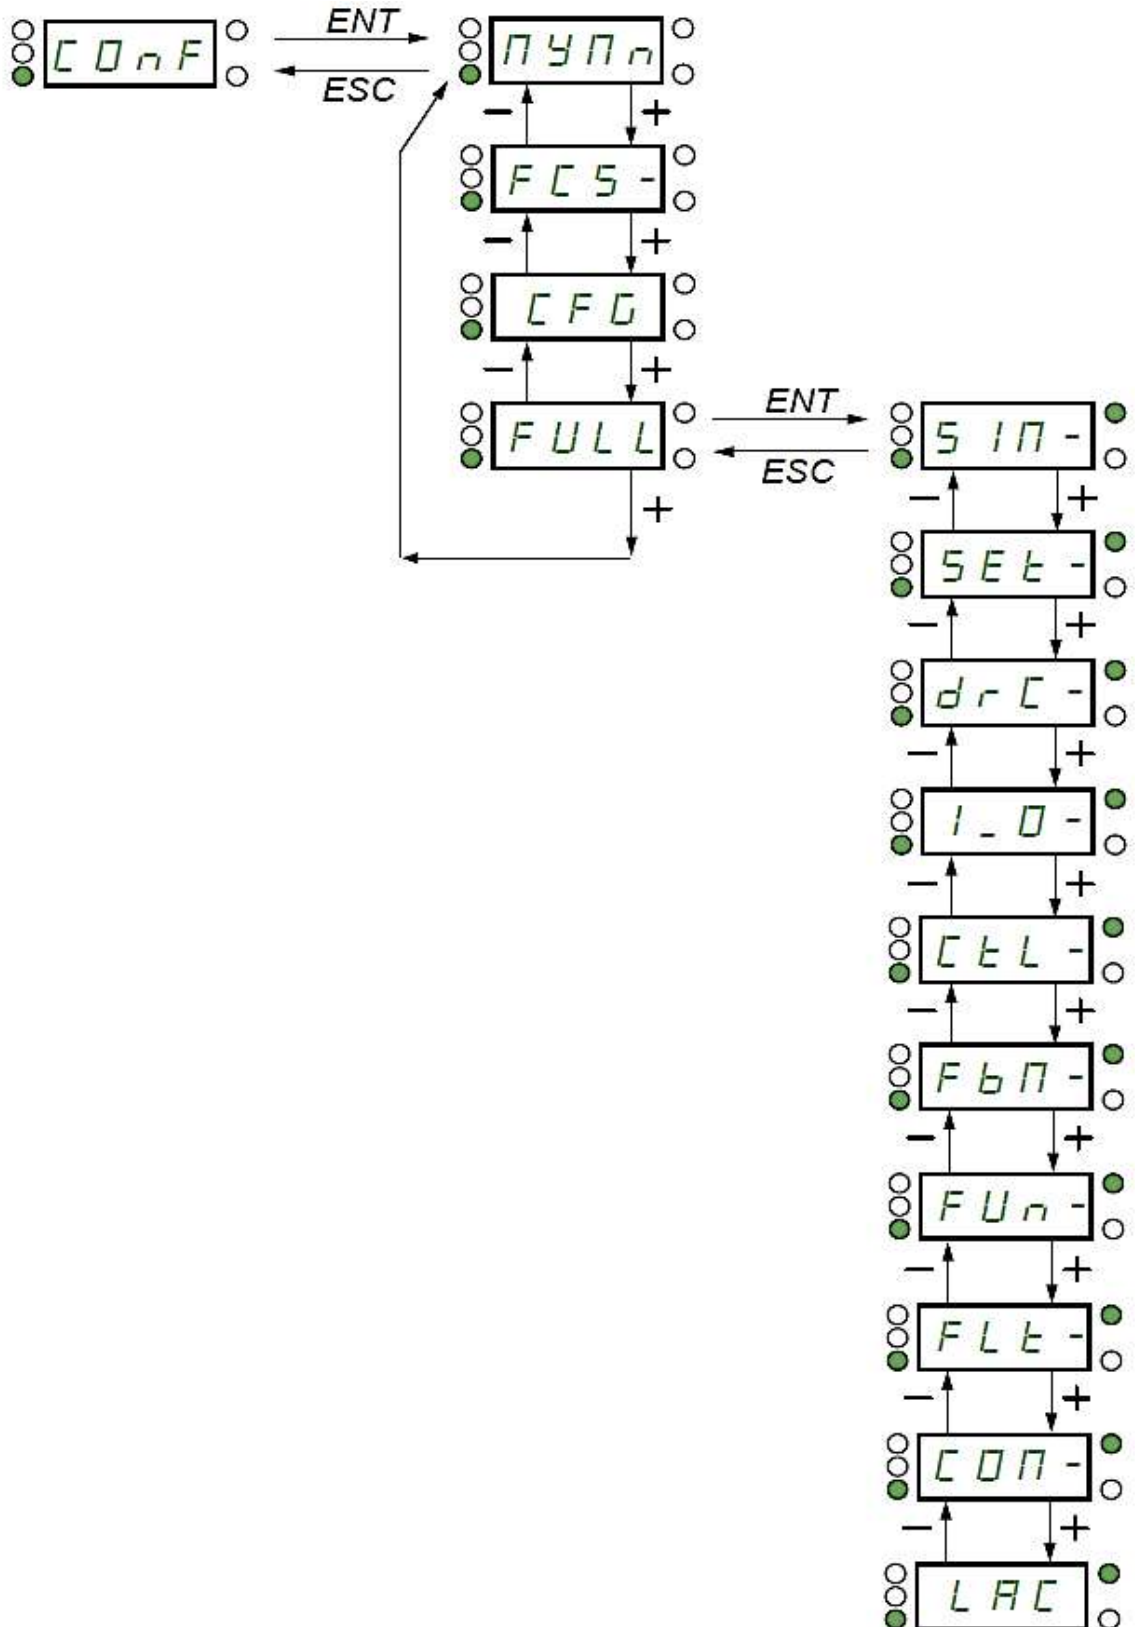 COnF
ENT
ESC
MYMn
- +
FCS-
- +
CFG
- +
FULL
+
ENT
ESC
SIM-
- +
SEt-
- +
drC-
- +
I_O-
- +
CtL-
- +
FbM-
- +
FUn-
- +
FLt-
- +
COM-
- +
LAC